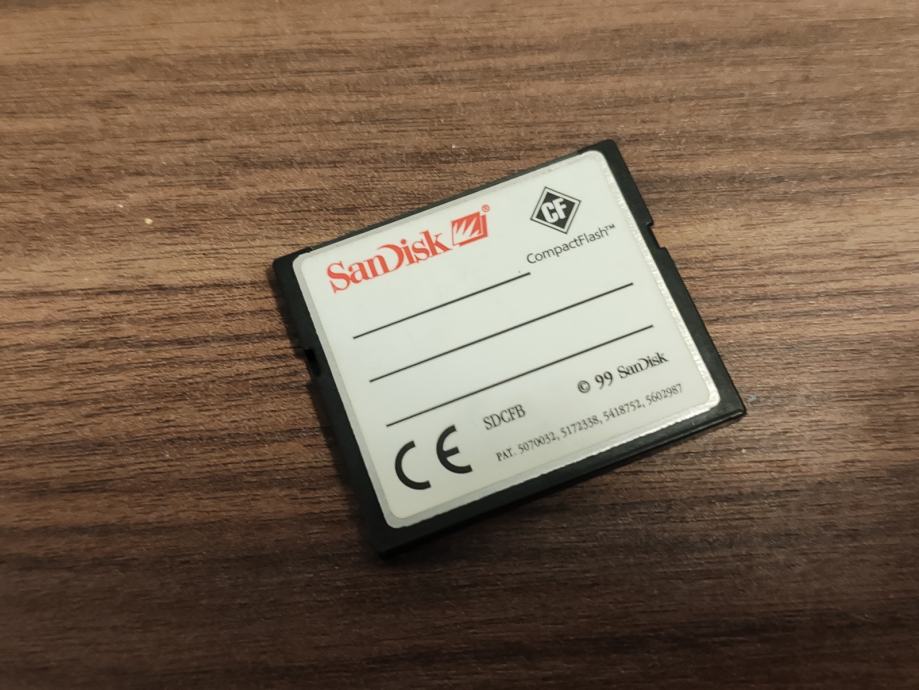 SanDisk ®
CF
CompactFlash™
© 99 SanDisk
SDCFB
CE
PAT. 5070032, 5172338, 5418752, 5602987